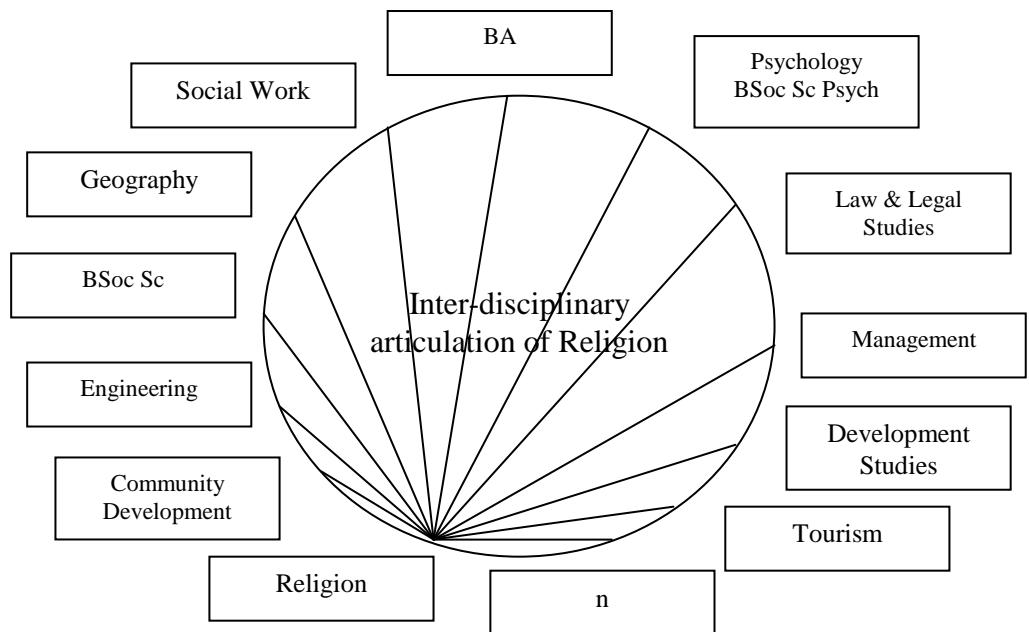 BA
Psychology
BSoc Sc Psych
Social Work
Geography
Law & Legal
Studies
BSoc Sc
Inter-disciplinary
articulation of Religion
Management
Engineering
Development
Studies
Community
Development
Tourism
Religion
n